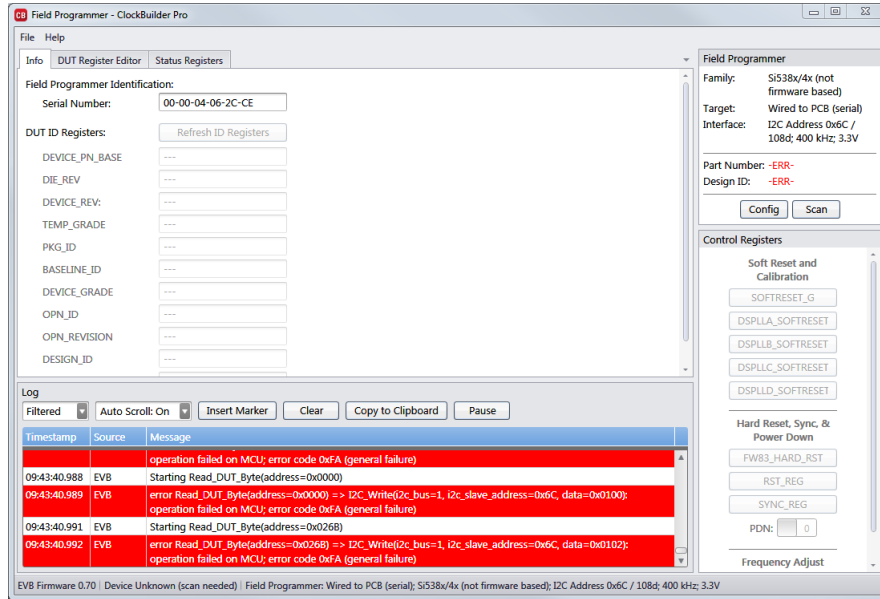 CB Field Programmer - ClockBuilder Pro
File Help
Info DUT Register Editor Status Registers
Field Programmer Identification:
Serial Number: 00-00-04-06-2C-CE
DUT ID Registers: Refresh ID Registers
DEVICE_PN_BASE ---
DIE_REV ---
DEVICE_REV: ---
TEMP_GRADE ---
PKG_ID ---
BASELINE_ID ---
DEVICE_GRADE ---
OPN_ID ---
OPN_REVISION ---
DESIGN_ID ---
Log
Filtered Auto Scroll: On Insert Marker Clear Copy to Clipboard Pause
Timestamp Source Message
operation failed on MCU; error code 0xFA (general failure)
09:43:40.988 EVB Starting Read_DUT_Byte(address=0x0000)
09:43:40.989 EVB error Read_DUT_Byte(address=0x0000) => I2C_Write(i2c_bus=1, i2c_slave_address=0x6C, data=0x0100):
operation failed on MCU; error code 0xFA (general failure)
09:43:40.991 EVB Starting Read_DUT_Byte(address=0x026B)
09:43:40.992 EVB error Read_DUT_Byte(address=0x026B) => I2C_Write(i2c_bus=1, i2c_slave_address=0x6C, data=0x0102):
operation failed on MCU; error code 0xFA (general failure)
Field Programmer
Family: Si538x/4x (not
firmware based)
Target: Wired to PCB (serial)
Interface: I2C Address 0x6C /
108d; 400 kHz; 3.3V
Part Number: -ERR-
Design ID: -ERR-
Config Scan
Control Registers
Soft Reset and
Calibration
SOFTRESET_G
DSPLLA_SOFTRESET
DSPLLB_SOFTRESET
DSPLLC_SOFTRESET
DSPLLD_SOFTRESET
Hard Reset, Sync, &
Power Down
FW83_HARD_RST
RST_REG
SYNC_REG
PDN: 0
Frequency Adjust
EVB Firmware 0.70 | Device Unknown (scan needed) | Field Programmer: Wired to PCB (serial); Si538x/4x (not firmware based); I2C Address 0x6C / 108d; 400 kHz; 3.3V